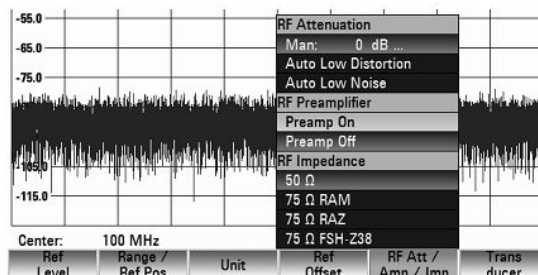 -55.0
-65.0
-75.0
-105.0
-115.0
RF Attenuation
Man: 0 dB ...
Auto Low Distortion
Auto Low Noise
RF Preamplifier
Preamp On
Preamp Off
RF Impedance
50 Ω
75 Ω RAM
75 Ω RAZ
75 Ω FSH-Z38
Center: 100 MHz
Ref Level
Range / Ref Pos
Unit
Ref Offset
RF Att / Amp / Imp
Trans ducer